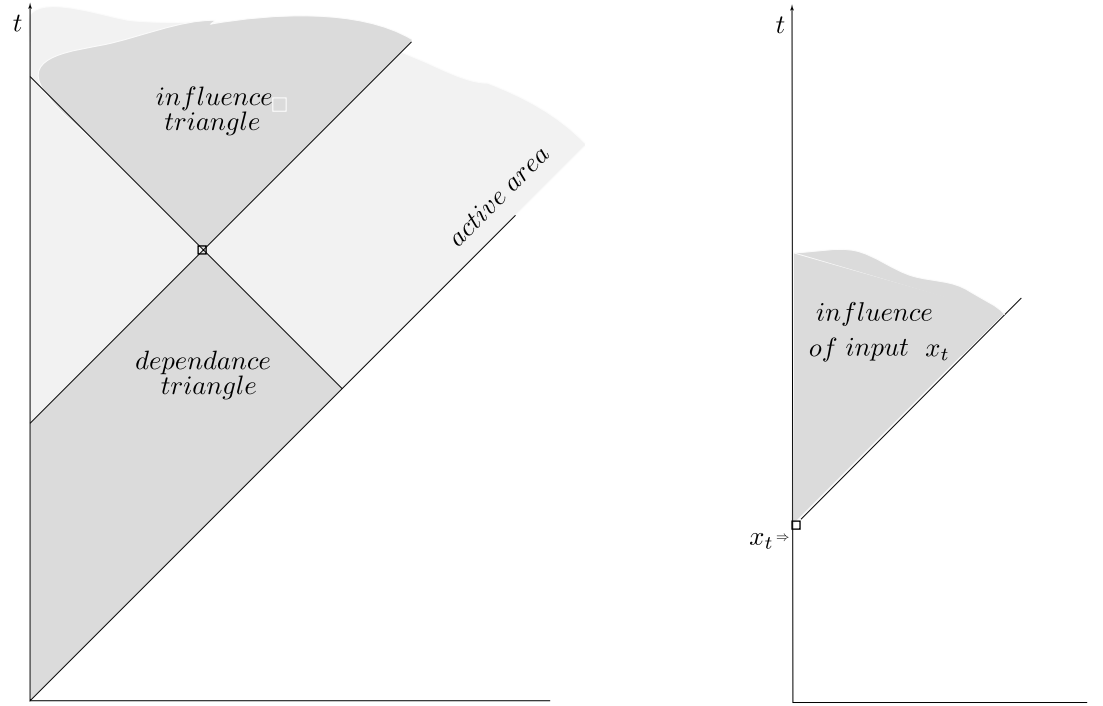 t
influence
triangle
active area
dependance
triangle
t
influence
of input x_t
x_t ⇒